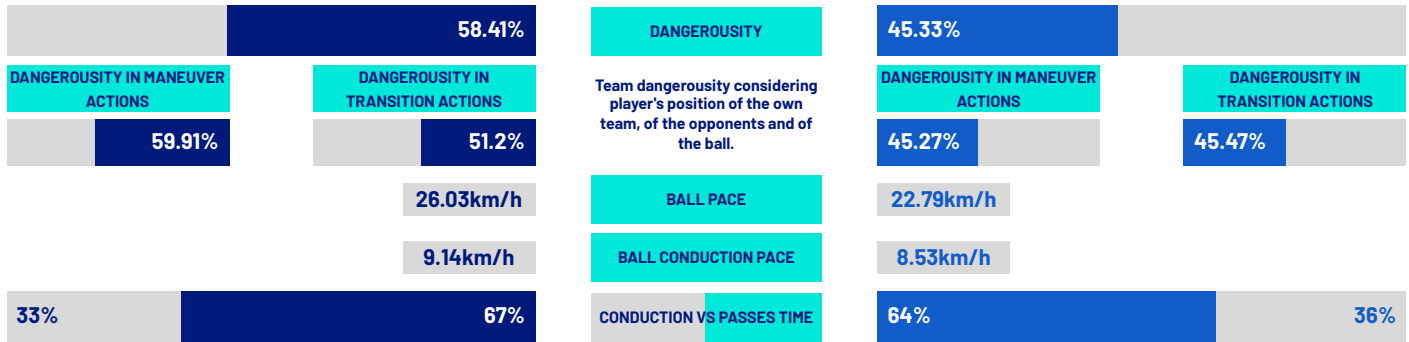 58.41%
DANGEROUSITY
45.33%
DANGEROUSITY IN MANEUVER
ACTIONS
DANGEROUSITY IN
TRANSITION ACTIONS
59.91%
51.2%
Team dangerousity considering
player's position of the own
team, of the opponents and of
the ball.
DANGEROUSITY IN MANEUVER
ACTIONS
DANGEROUSITY IN
TRANSITION ACTIONS
45.27%
45.47%
26.03km/h
BALL PACE
22.79km/h
9.14km/h
BALL CONDUCTION PACE
8.53km/h
33%
67%
CONDUCTION VS PASSES TIME
64%
36%